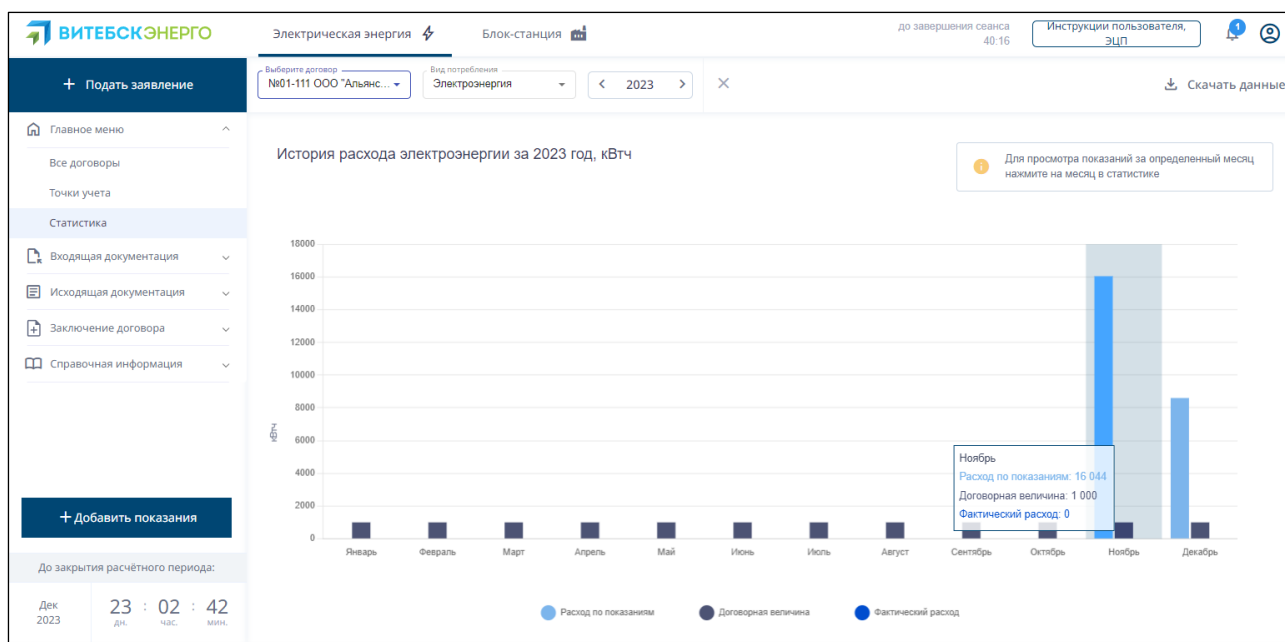 ВИТЕБСКЭНЕРГО
Электрическая энергия
Блок-станция
до завершения сеанса
40:16
Инструкции пользователя,
ЭЦП
1
+ Подать заявление
Выберите договор
№01-111 ООО "Альянс...
Вид потребления
Электроэнергия
< 2023 >
×
Скачать данные
Главное меню
Все договоры
Точки учета
Статистика
Входящая документация
Исходящая документация
Заключение договора
Справочная информация
+ Добавить показания
До закрытия расчётного периода:
Дек
2023
23 : 02 : 42
дн. час. мин.
История расхода электроэнергии за 2023 год, кВтч
Для просмотра показаний за определенный месяц
нажмите на месяц в статистике
кВтч
18000
16000
14000
12000
10000
8000
6000
4000
2000
0
Ноябрь
Расход по показаниям: 16 044
Договорная величина: 1 000
Фактический расход: 0
Январь Февраль Март Апрель Май Июнь Июль Август Сентябрь Октябрь Ноябрь Декабрь
Расход по показаниям Договорная величина Фактический расход